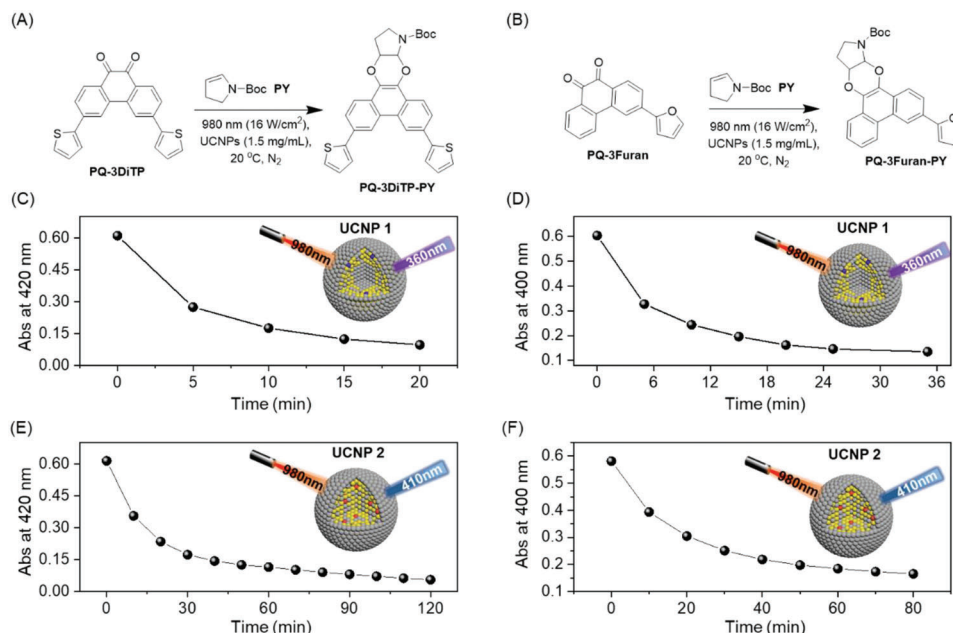 (A)
O O
S S
PQ-3DiTP
N-Boc PY
980 nm (16 W/cm²),
UCNPs (1.5 mg/mL),
20 °C, N₂
N Boc
O O
S S
PQ-3DiTP-PY
(B)
O
O
O
PQ-3Furan
N-Boc PY
980 nm (16 W/cm²),
UCNPs (1.5 mg/mL),
20 °C, N₂
Boc
N
O
O
O
PQ-3Furan-PY
(C)
UCNP 1
980nm
360nm
Abs at 420 nm
0.60
0.45
0.30
0.15
0.00
0 5 10 15 20
Time (min)
(D)
UCNP 1
980nm
360nm
Abs at 400 nm
0.6
0.5
0.4
0.3
0.2
0.1
0 6 12 18 24 30 36
Time (min)
(E)
UCNP 2
980nm
410nm
Abs at 420 nm
0.60
0.45
0.30
0.15
0.00
0 30 60 90 120
Time (min)
(F)
UCNP 2
980nm
410nm
Abs at 400 nm
0.6
0.5
0.4
0.3
0.2
0.1
0 20 40 60 80
Time (min)